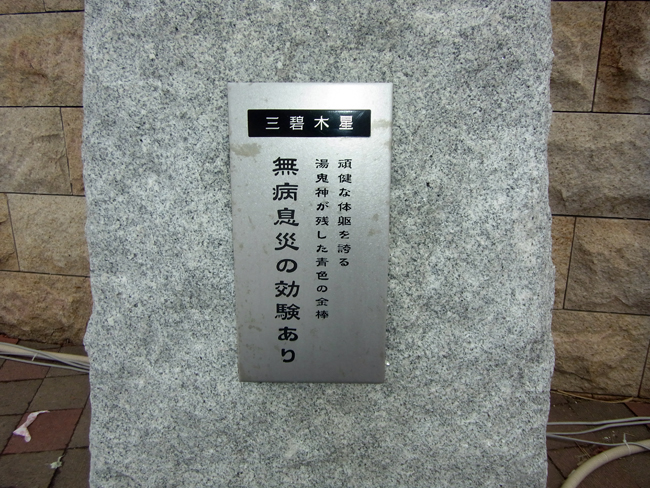 三碧木星
頑健な体躯を誇る
湯鬼神が残した青色の金棒
無病息災の効験あり